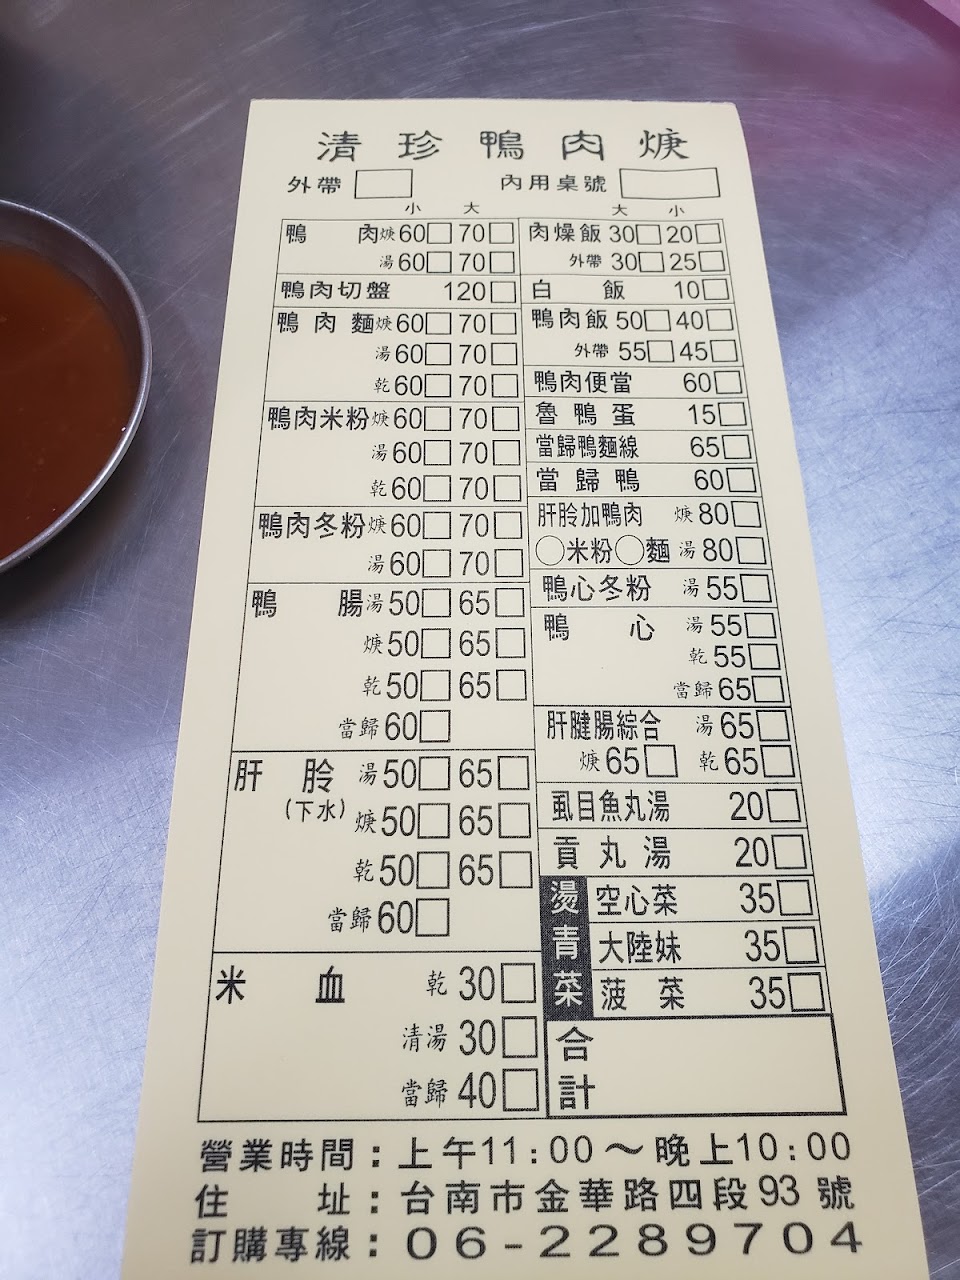 清珍鴨肉焿
外帶 內用桌號
小 大
鴨肉焿60□70□
湯60□70□
鴨肉切盤 120□
鴨肉麵焿60□70□
湯60□70□
乾60□70□
鴨肉米粉焿60□70□
湯60□70□
乾60□70□
鴨肉冬粉焿60□70□
湯60□70□
鴨腸湯50□65□
焿50□65□
乾50□65□
當歸60□
肝肣湯50□65□
(下水)焿50□65□
乾50□65□
當歸60□
米血 乾30□
清湯30□
當歸40□
大 小
肉燥飯30□20□
外帶 30□25□
白飯 10□
鴨肉飯50□40□
外帶 55□45□
鴨肉便當 60□
魯鴨蛋 15□
當歸鴨麵線 65□
當歸鴨 60□
肝肣加鴨肉 焿80□
○米粉○麵 湯80□
鴨心冬粉 湯55□
鴨心 湯55□
乾55□
當歸65□
肝腱腸綜合 湯65□
焿65□ 乾65□
虱目魚丸湯 20□
貢丸湯 20□
燙青菜
空心菜 35□
大陸妹 35□
菠菜 35□
合計
營業時間:上午11:00～晚上10:00
住址:台南市金華路四段93號
訂購專線:06-2289704